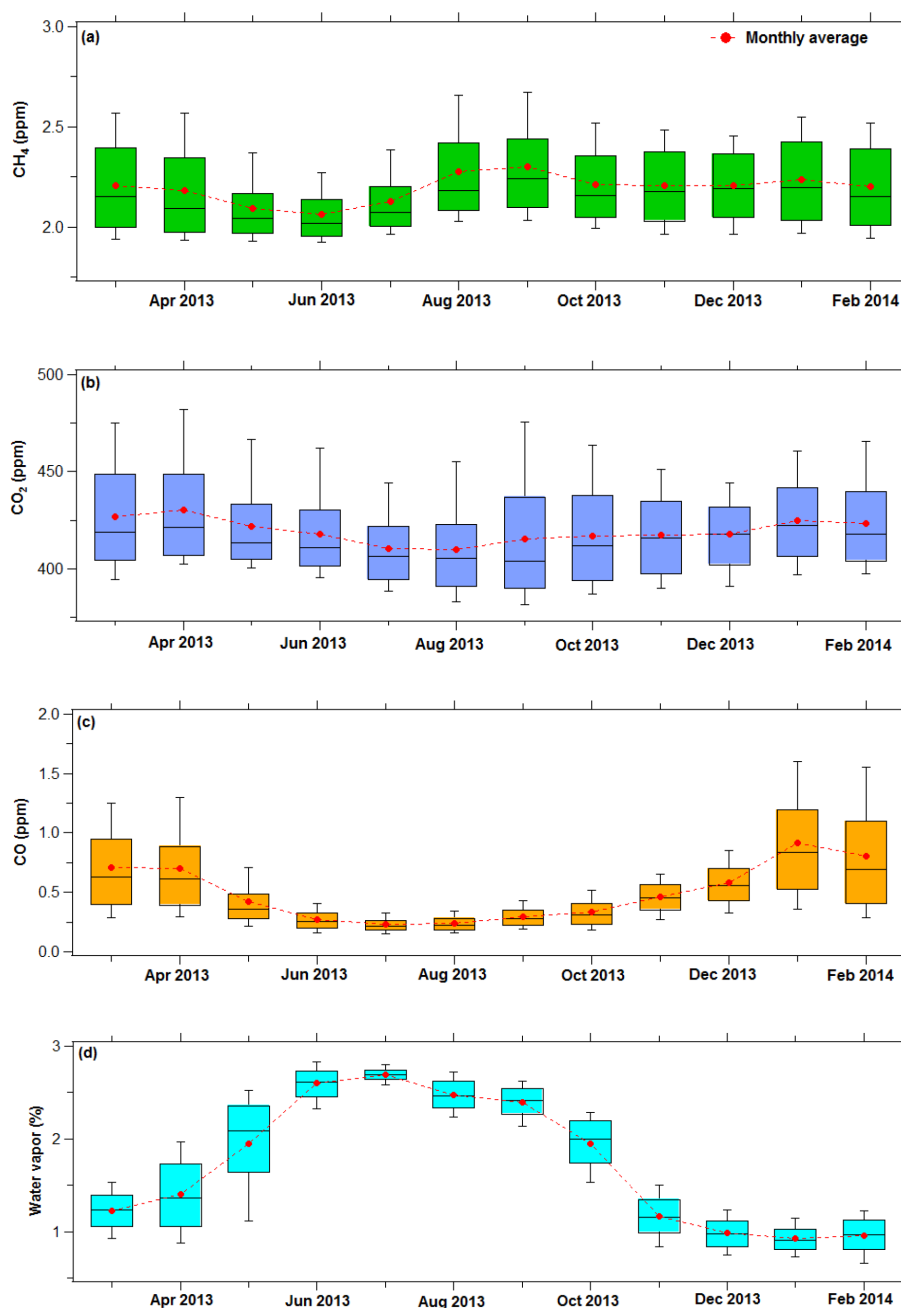 (a)
Monthly average
3.0
2.5
2.0
CH4 (ppm)
Apr 2013 Jun 2013 Aug 2013 Oct 2013 Dec 2013 Feb 2014
(b)
500
450
400
CO2 (ppm)
Apr 2013 Jun 2013 Aug 2013 Oct 2013 Dec 2013 Feb 2014
(c)
2.0
1.5
1.0
0.5
0.0
CO (ppm)
Apr 2013 Jun 2013 Aug 2013 Oct 2013 Dec 2013 Feb 2014
(d)
3
2
1
Water vapor (%)
Apr 2013 Jun 2013 Aug 2013 Oct 2013 Dec 2013 Feb 2014